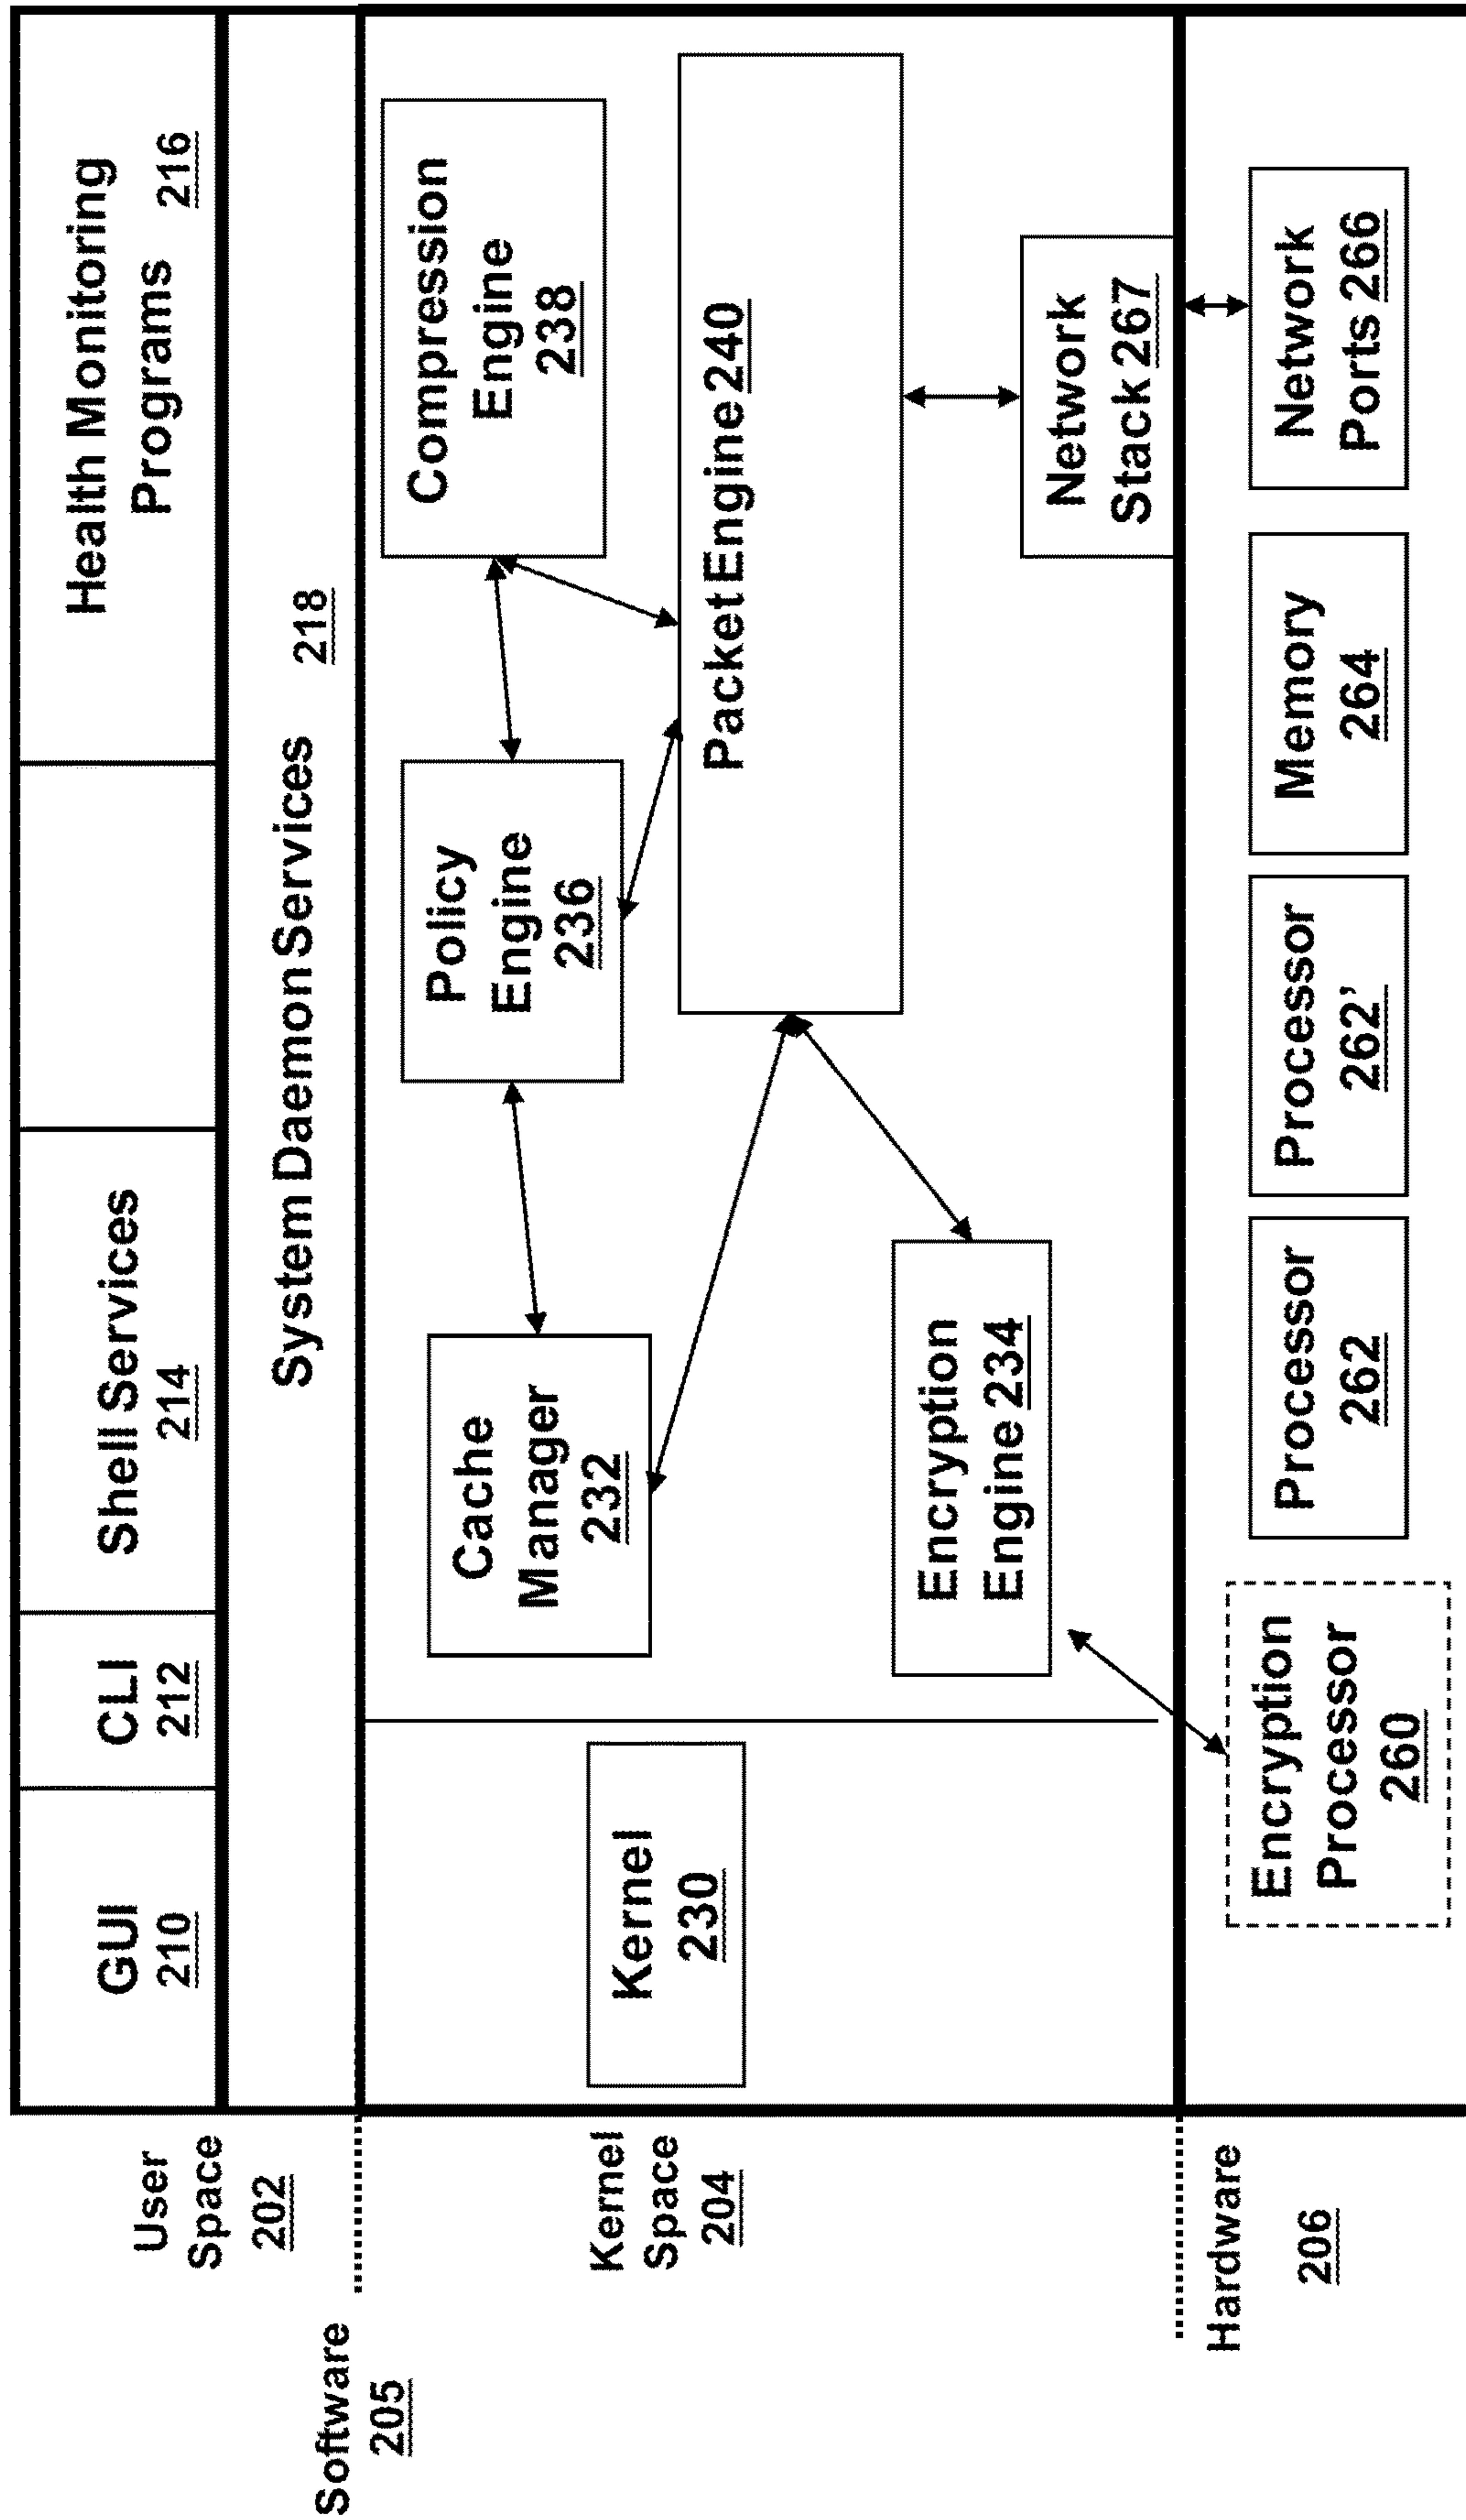 Software
205
User
Space
202
Kernel
Space
204
Hardware
206
GUI
210
CLI
212
Shell Services
214
Health Monitoring
Programs
216
System Daemon Services
218
Kernel
230
Cache
Manager
232
Policy
Engine
236
Compression
Engine
238
Packet Engine 240
Encryption
Engine 234
Network
Stack 267
Encryption
Processor
260
Processor
262
Processor
262’
Memory
264
Network
Ports 266